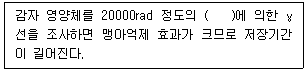 감자 영양체를 20000rad 정도의 (   )에 의한 γ
선을 조사하면 맹아억제 효과가 크므로 저장기간
이 길어진다.